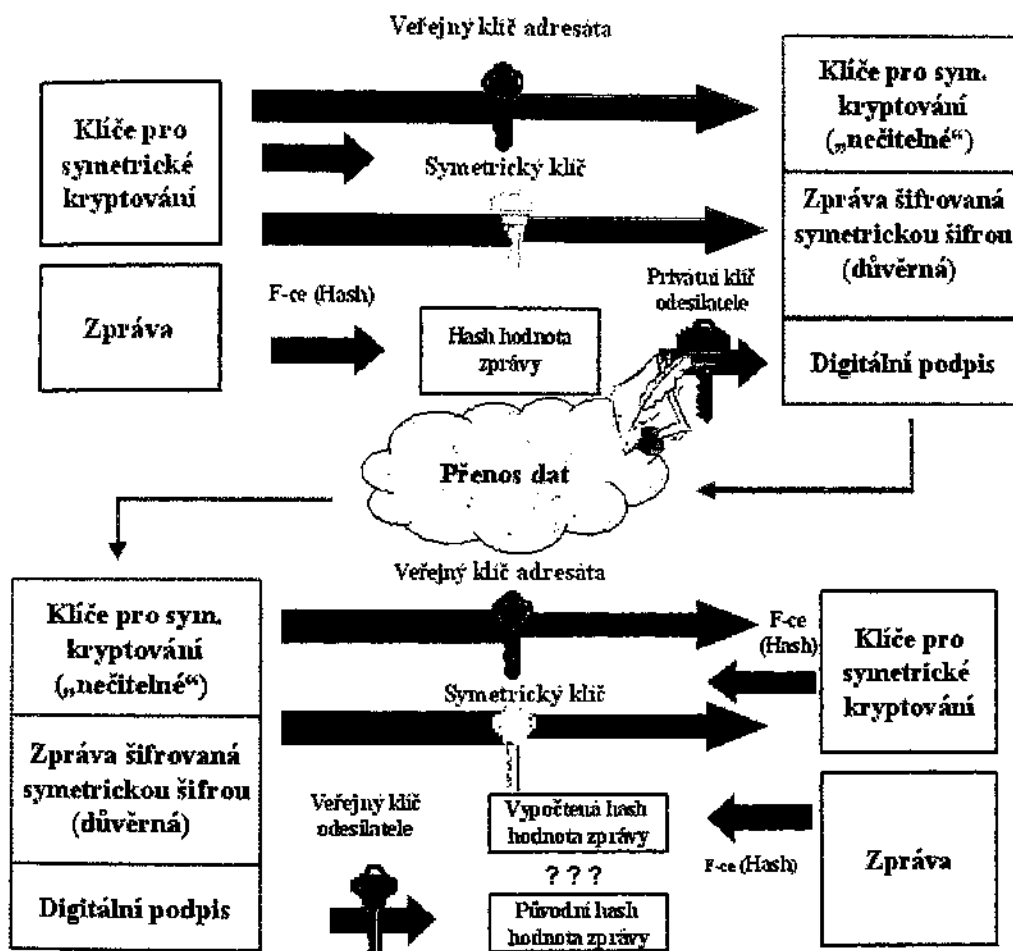 Veřejný klíč adresáta
Klíče pro
symetrické
kryptování
Symetrický klíč
Klíče pro sym.
kryptování
(„nečitelné“)
Zpráva šifrovaná
symetrickou šifrou
(důvěrná)
Zpráva
F-ce (Hash)
Hash hodnota
zprávy
Privátní klíč
odesilatele
Digitální podpis
Přenos dat
Veřejný klíč adresáta
Klíče pro sym.
kryptování
(„nečitelné“)
Symetrický klíč
F-ce
(Hash)
Klíče pro
symetrické
kryptování
Zpráva šifrovaná
symetrickou šifrou
(důvěrná)
Veřejný klíč
odesilatele
Vypočtená hash
hodnota zprávy
? ? ?
F-ce (Hash)
Zpráva
Digitální podpis
Původní hash
hodnota zprávy